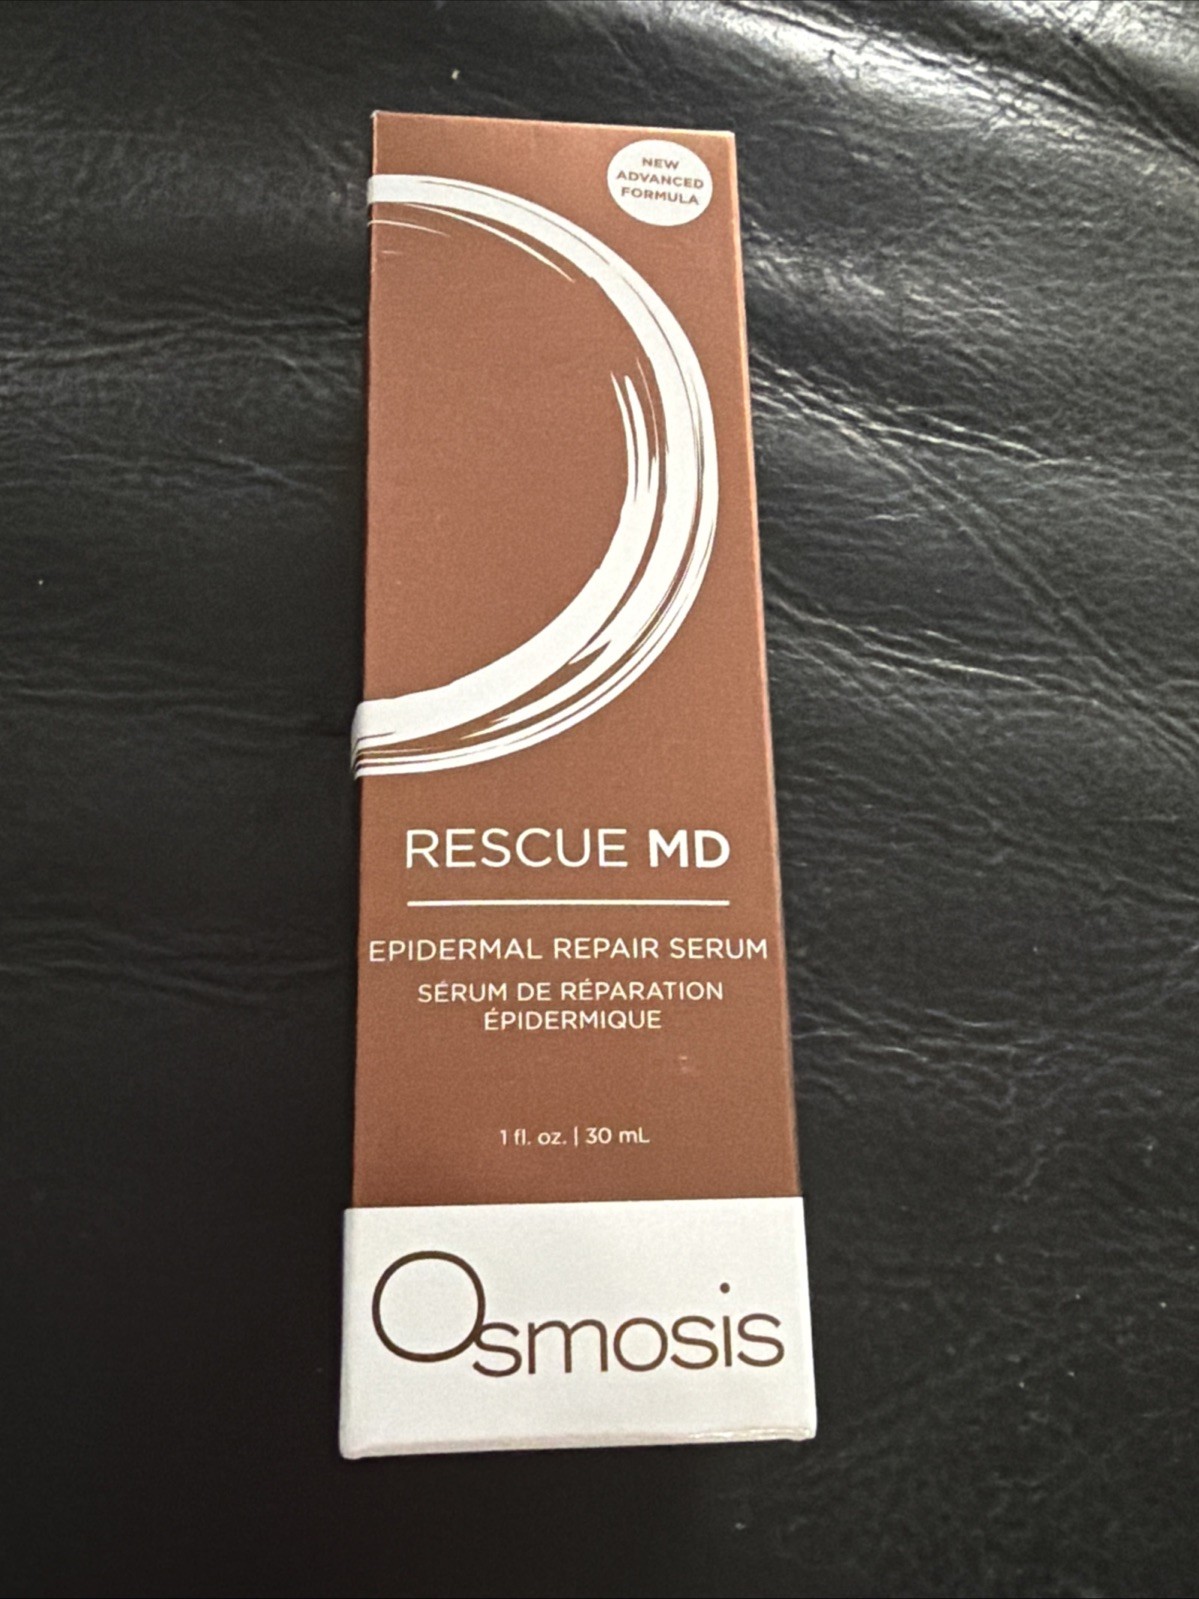 NEW
ADVANCED
FORMULA
RESCUE MD
EPIDERMAL REPAIR SERUM
SÉRUM DE RÉPARATION
ÉPIDERMIQUE
1 fl. oz. | 30 mL
Osmosis